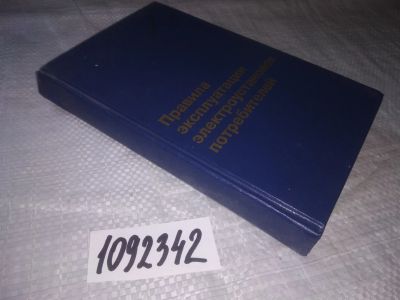 Правила
эксплуатации
электроустановок
потребителей
1092342